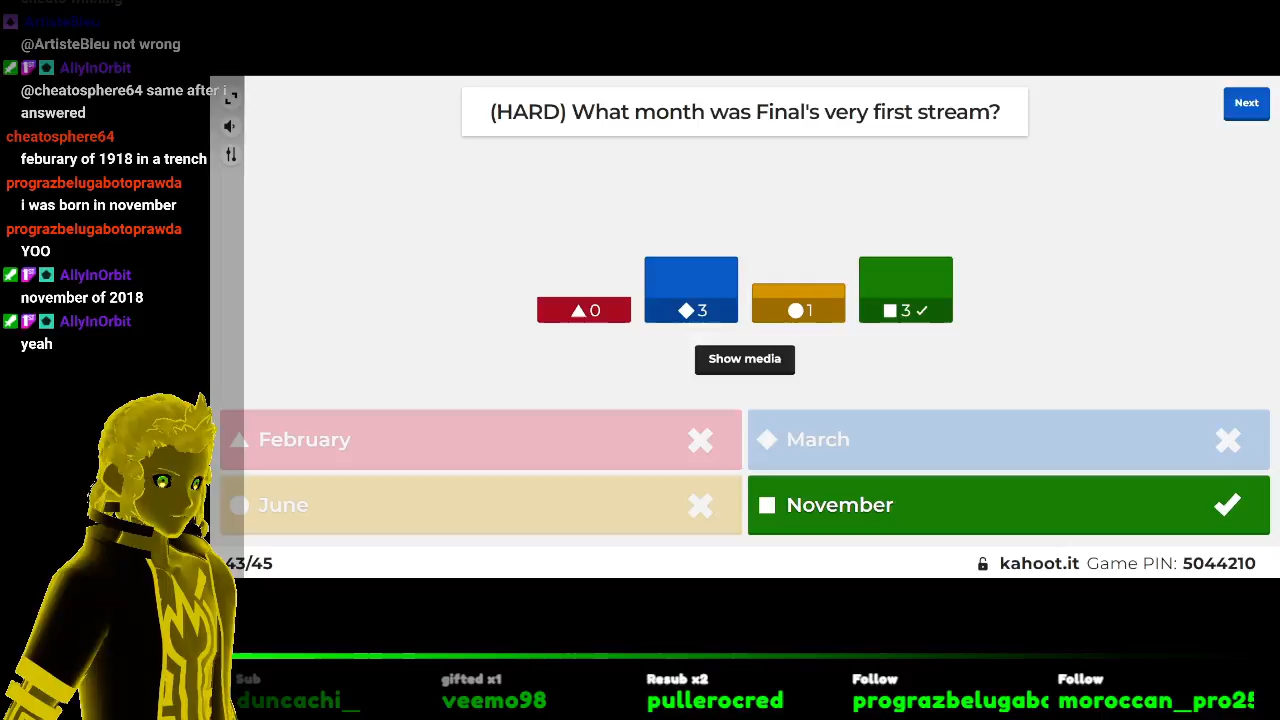 ArtisteBleu
@ArtisteBleu not wrong
AllyInOrbit
@cheatosphere64 same after i
answered
cheatosphere64
feburary of 1918 in a trench
prograzbelugabotoprawda
i was born in november
prograzbelugabotoprawda
YOO
AllyInOrbit
november of 2018
AllyInOrbit
yeah
(HARD) What month was Final's very first stream?
Next
0
3
1
3
Show media
February
March
June
November
43/45
kahoot.it Game PIN: 5044210
Sub
duncachi_
gifted x1
veemo98
Resub x2
pullerocred
Follow
prograzbelugabo
Follow
moroccan_pro25